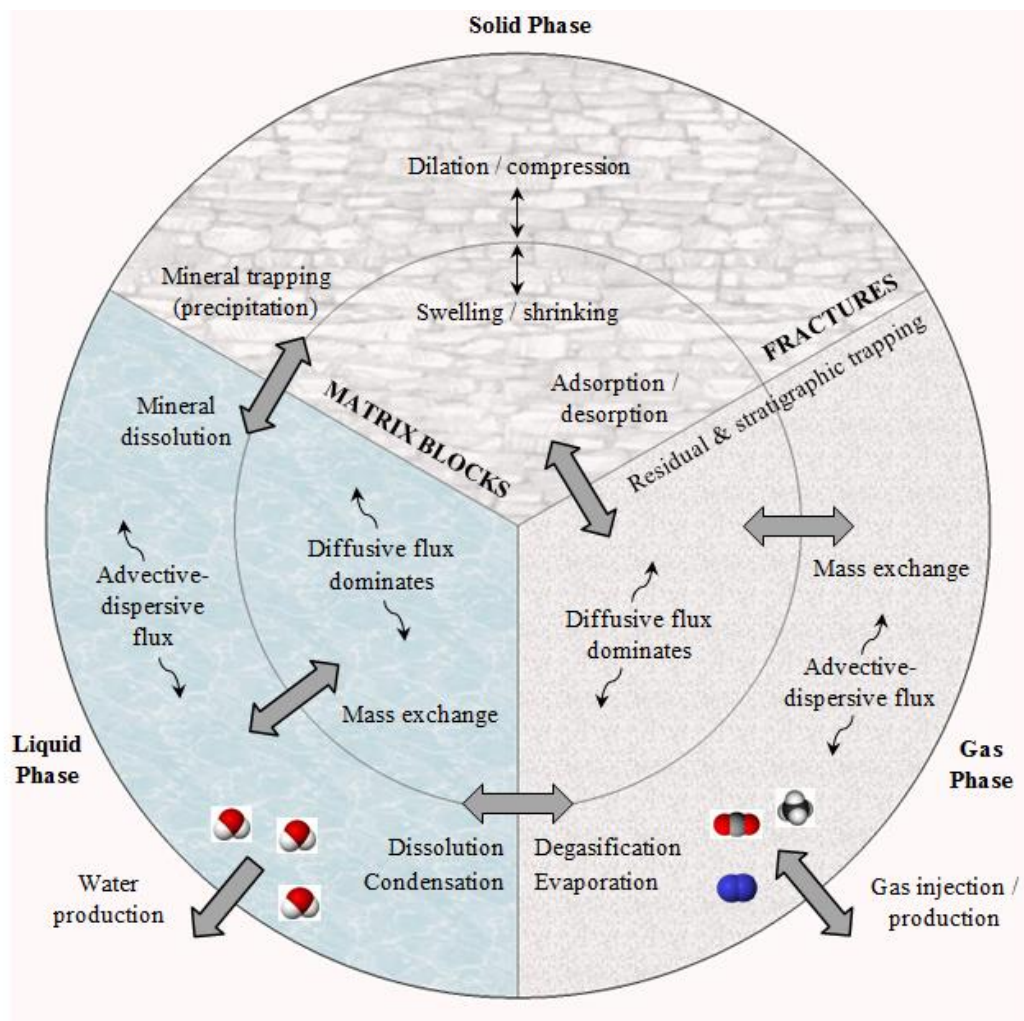 Solid Phase
Dilation / compression
Mineral trapping
(precipitation)
Swelling / shrinking
FRACTURES
Residual & stratigraphic trapping
Adsorption /
desorption
MATRIX BLOCKS
Mineral
dissolution
Diffusive flux
dominates
Advective-
dispersive
flux
Mass exchange
Diffusive flux
dominates
Mass exchange
Advective-
dispersive flux
Liquid
Phase
Gas
Phase
Dissolution
Condensation
Degasification
Evaporation
Water
production
Gas injection /
production